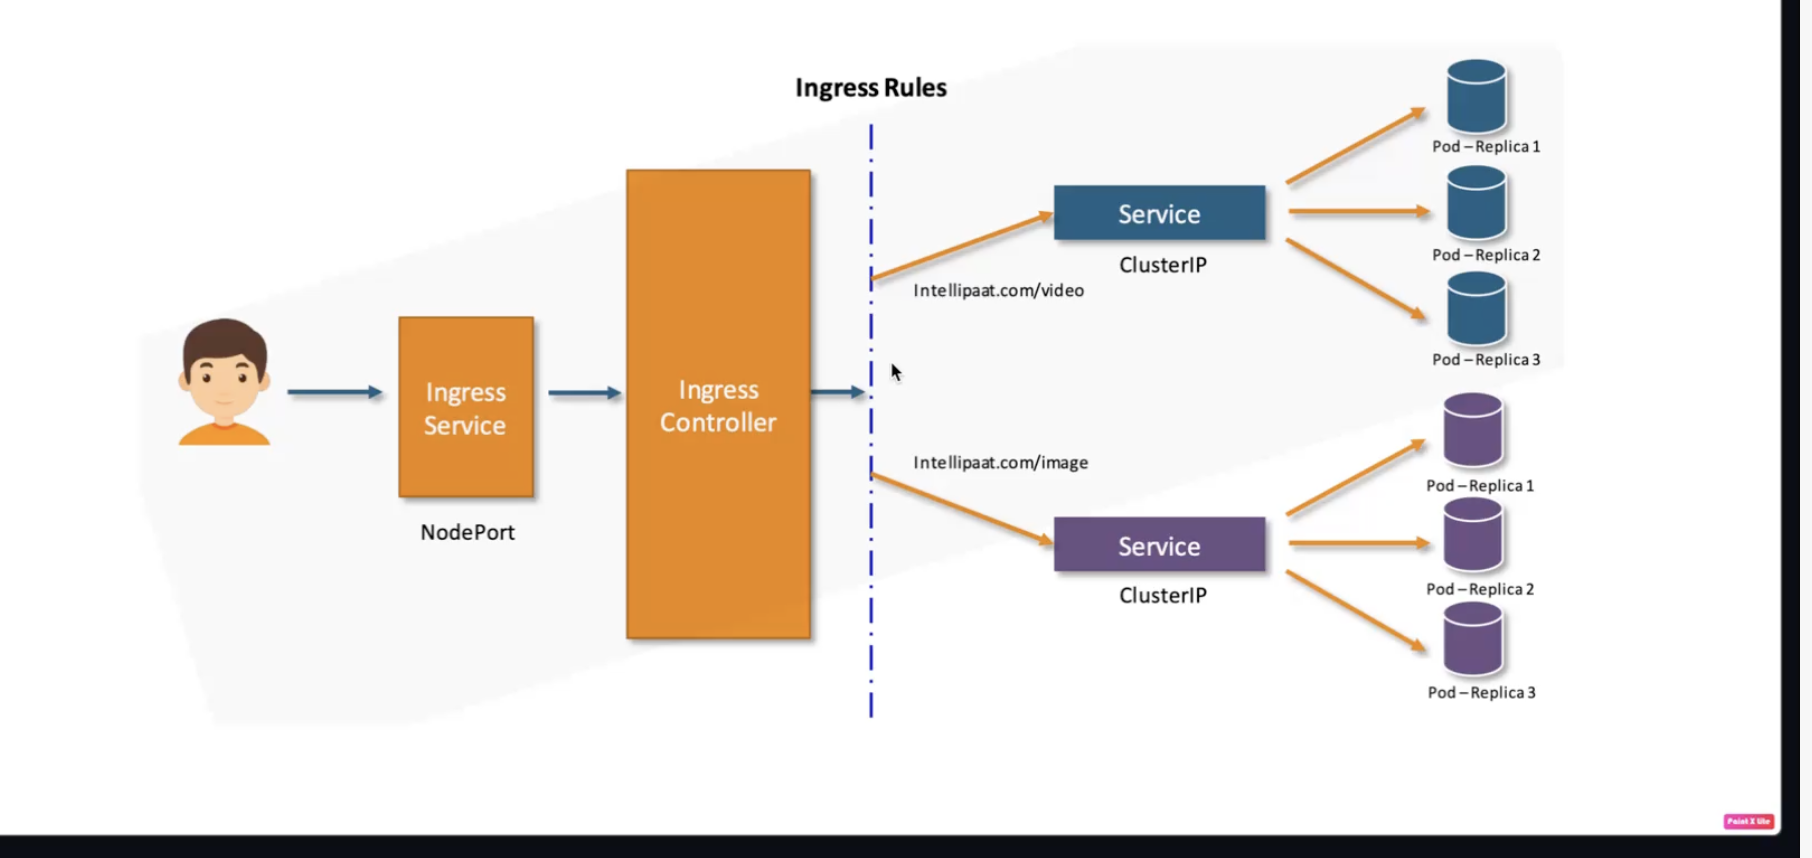 Ingress Rules
Pod – Replica 1
Service
ClusterIP
Pod – Replica 2
Intellipaat.com/video
Pod – Replica 3
Ingress
Service
NodePort
Ingress
Controller
Intellipaat.com/image
Pod – Replica 1
Service
ClusterIP
Pod – Replica 2
Pod – Replica 3
Paint X Lite